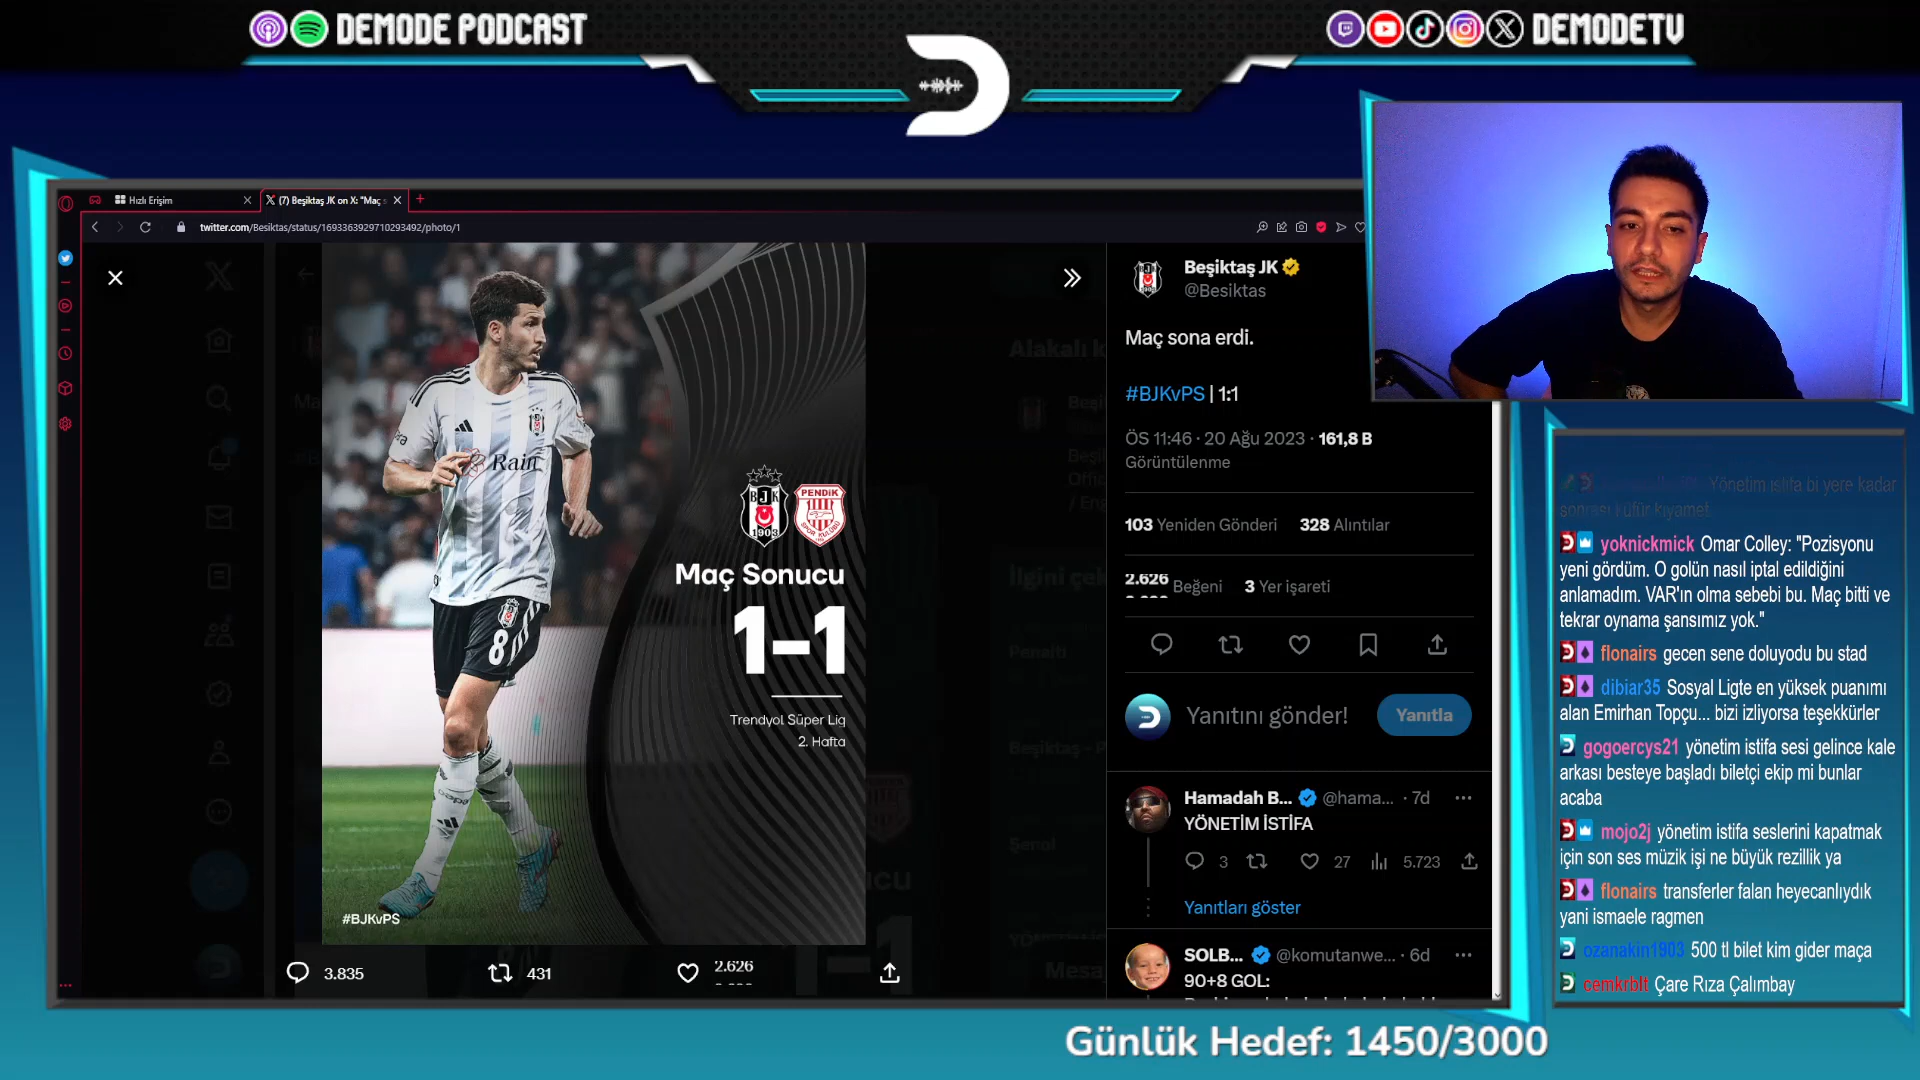 DEMODE PODCAST
DEMODETV
Hızlı Erişim
(7) Beşiktaş JK on X: "Maç s
twitter.com/Besiktas/status/1693363929710293492/photo/1
Rain
8
BJK
1903
PENDİK
SPOR KULÜBÜ
Maç Sonucu
1-1
Trendyol Süper Lig
2. Hafta
#BJKvPS
3.835
431
2.626
Beşiktaş JK
@Besiktas
Maç sona erdi.
#BJKvPS | 1:1
ÖS 11:46 · 20 Ağu 2023 · 161,8 B
Görüntülenme
103 Yeniden Gönderi 328 Alıntılar
2.626 Beğeni 3 Yer işareti
Yanıtını gönder!
Yanıtla
Hamadah B... @hama... · 7d
YÖNETİM İSTİFA
3 27 5.723
Yanıtları göster
SOLB... @komutanwe... · 6d
90+8 GOL:
Yönetim istifa bi yere kadar
sonrası küfür kıyamet
yoknickmick Omar Colley: "Pozisyonu
yeni gördüm. O golün nasıl iptal edildiğini
anlamadım. VAR'ın olma sebebi bu. Maç bitti ve
tekrar oynama şansımız yok."
flonairs gecen sene doluyodu bu stad
dibiar35 Sosyal Ligte en yüksek puanımı
alan Emirhan Topçu... bizi izliyorsa teşekkürler
gogoercys21 yönetim istifa sesi gelince kale
arkası besteye başladı biletçi ekip mi bunlar
acaba
mojo2j yönetim istifa seslerini kapatmak
için son ses müzik işi ne büyük rezillik ya
flonairs transferler falan heyecanlıydık
yani ismaele ragmen
ozanakin1903 500 tl bilet kim gider maça
cemkrblt Çare Rıza Çalımbay
Günlük Hedef: 1450/3000